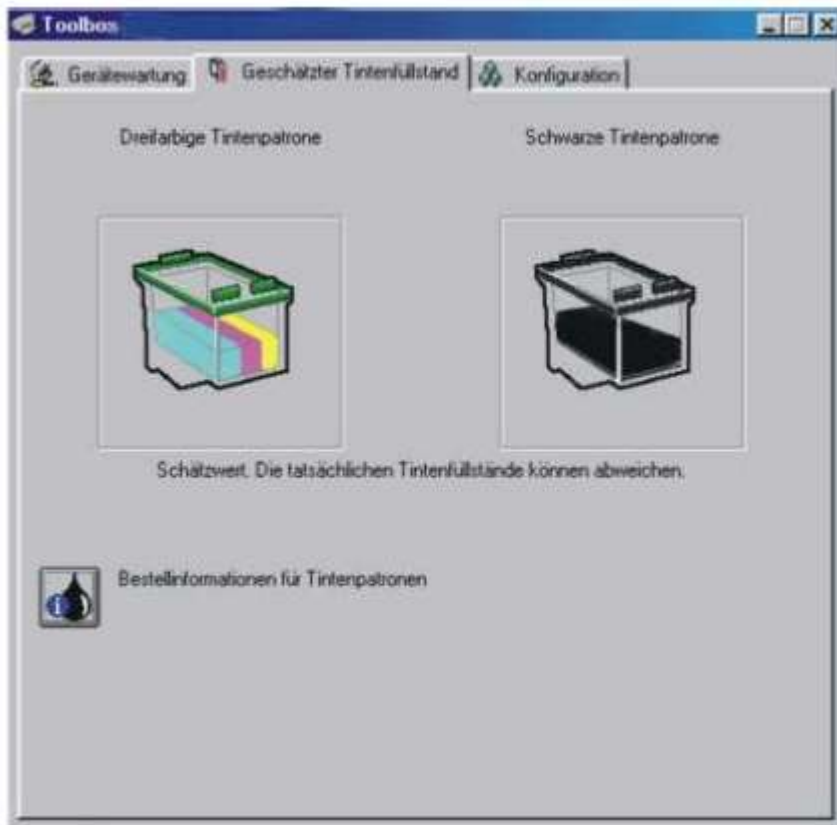 Toolbox
Gerätewartung
Geschätzter Tintenfüllstand
Konfiguration
Dreifarbige Tintenpatrone
Schwarze Tintenpatrone
Schätzwert. Die tatsächlichen Tintenfüllstände können abweichen.
Bestellinformationen für Tintenpatronen